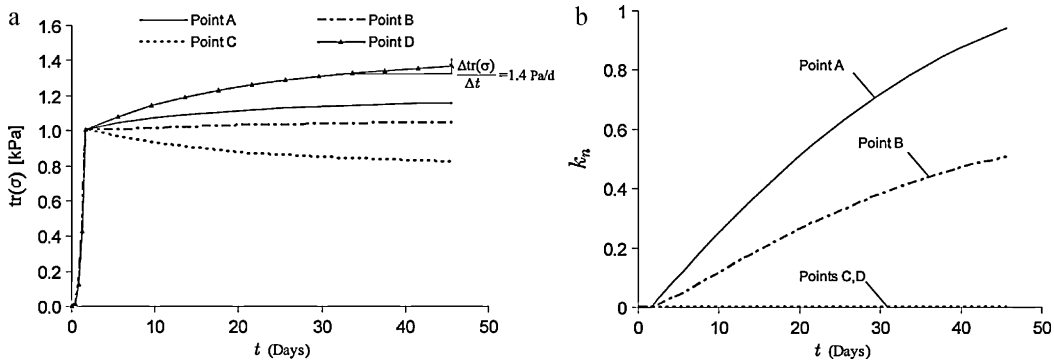 a
Point A
Point B
Point C
Point D
tr(σ) [kPa]
1.6
1.4
1.2
1.0
0.8
0.6
0.4
0.2
0.0
Δtr(σ)
Δt
=1.4 Pa/d
0 10 20 30 40 50
t (Days)
b
k_n
1
0.8
0.6
0.4
0.2
0
Point A
Point B
Points C,D
0 10 20 30 40 50
t (Days)